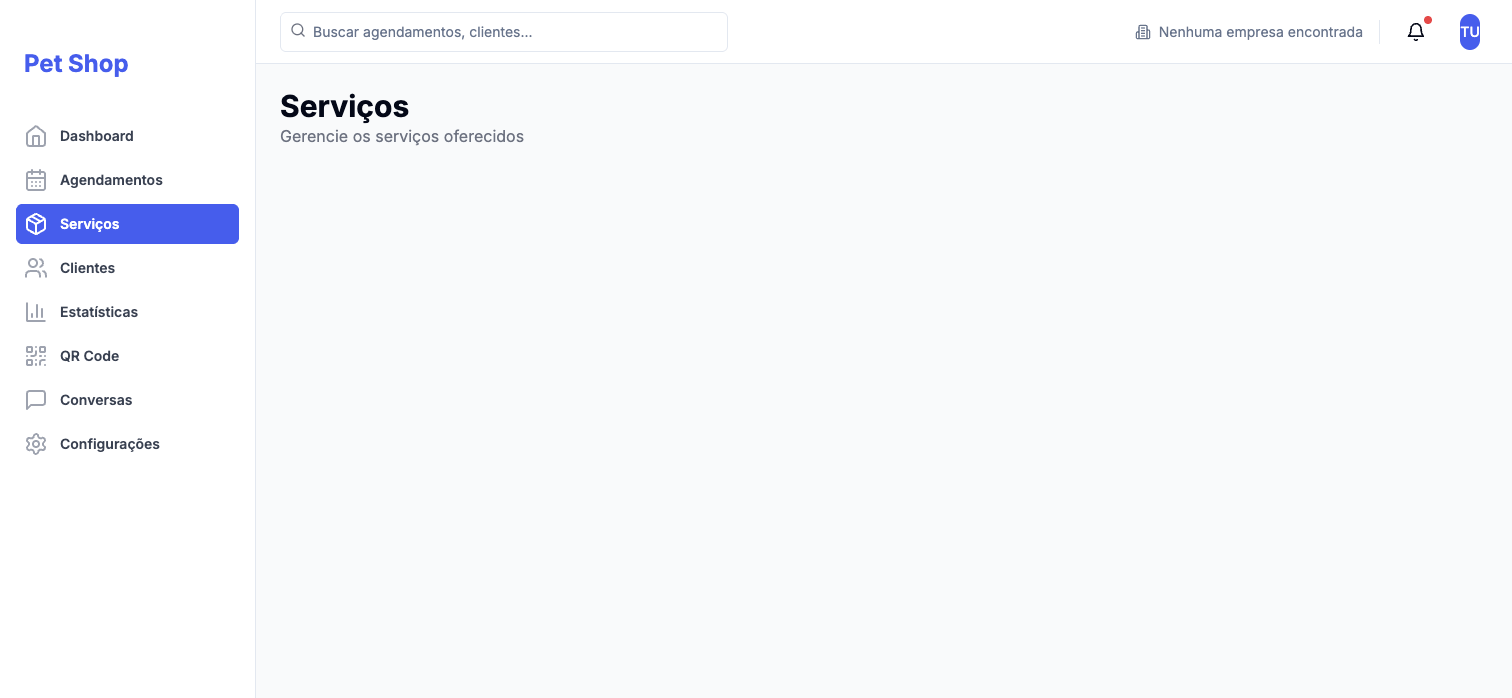 Pet Shop
Dashboard
Agendamentos
Serviços
Clientes
Estatísticas
QR Code
Conversas
Configurações
Buscar agendamentos, clientes...
Nenhuma empresa encontrada
TU
Serviços
Gerencie os serviços oferecidos